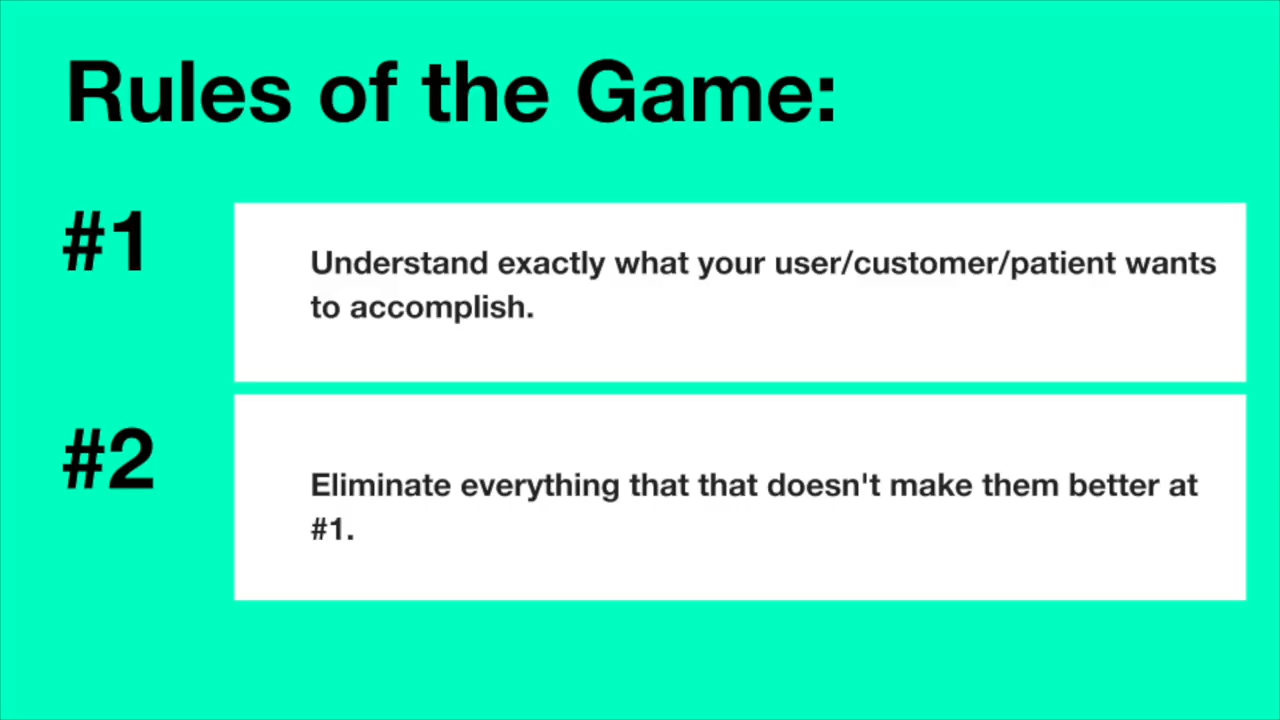 Rules of the Game:
#1
Understand exactly what your user/customer/patient wants
to accomplish.
#2
Eliminate everything that that doesn't make them better at
#1.